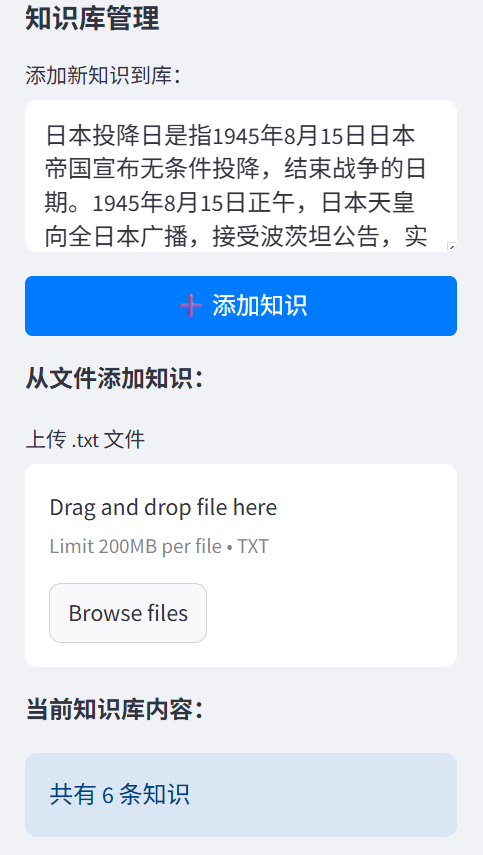 知识库管理
添加新知识到库：
日本投降日是指1945年8月15日日本
帝国宣布无条件投降，结束战争的日
期。1945年8月15日正午，日本天皇
向全日本广播，接受波茨坦公告，实
➕ 添加知识
从文件添加知识：
上传 .txt 文件
Drag and drop file here
Limit 200MB per file • TXT
Browse files
当前知识库内容：
共有 6 条知识